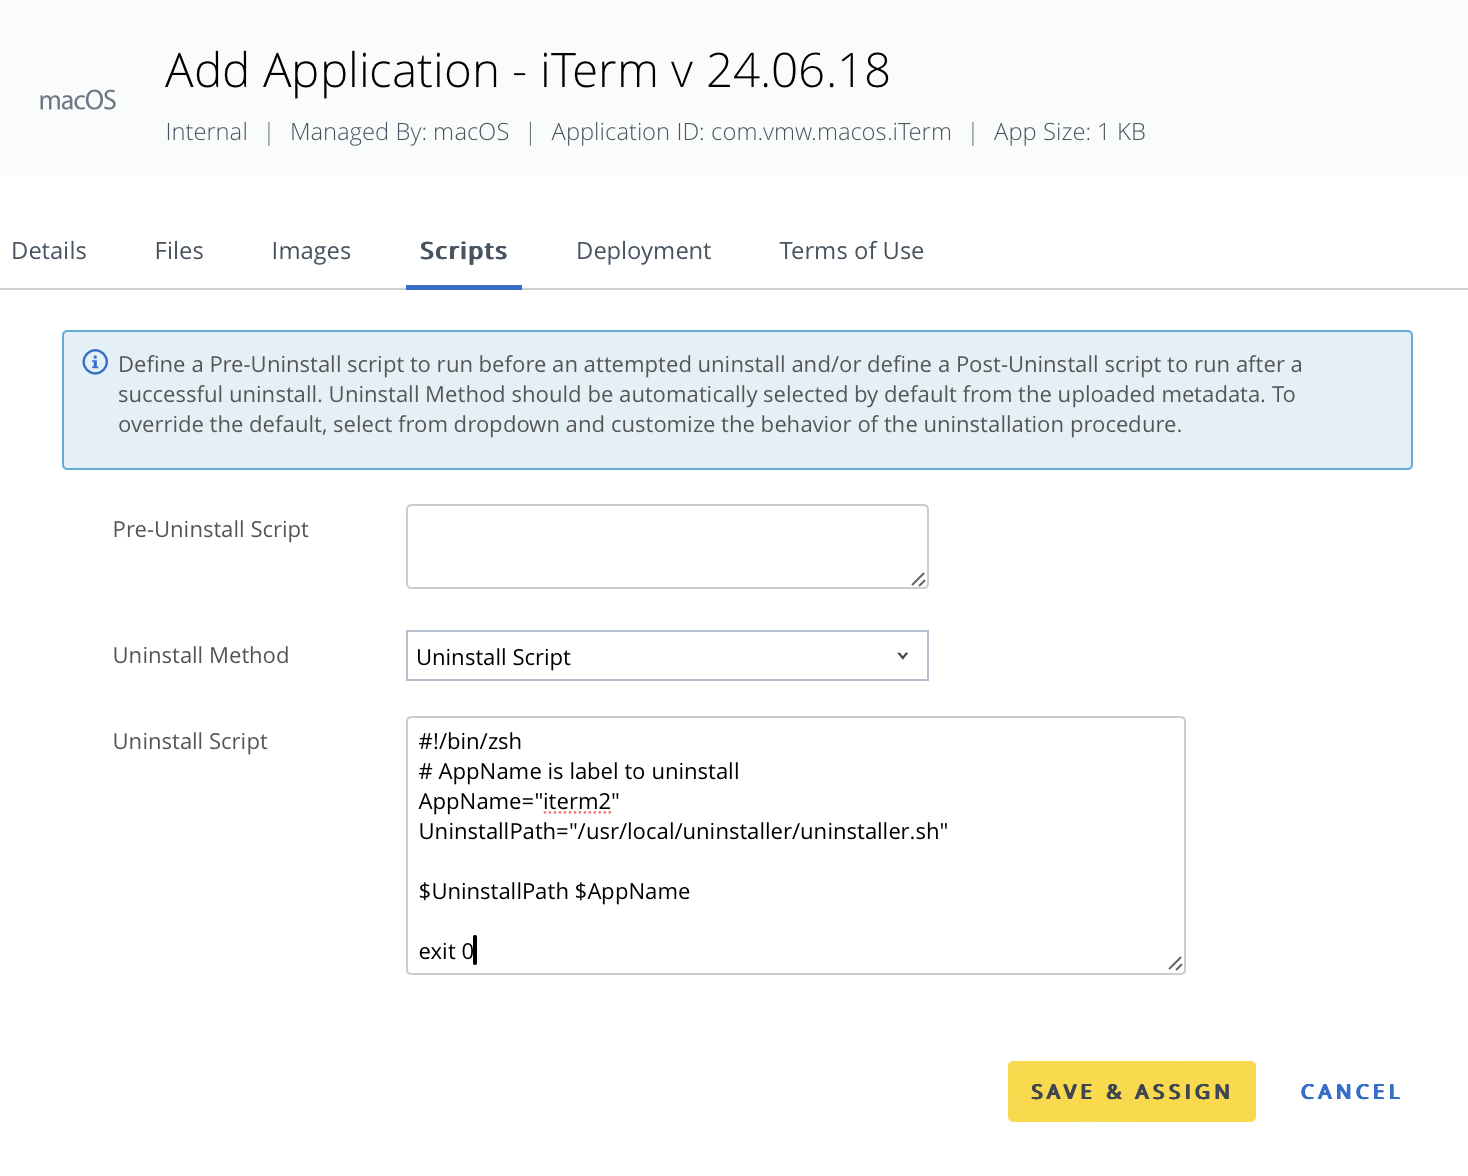 macOS
Add Application - iTerm v 24.06.18
Internal | Managed By: macOS | Application ID: com.vmw.macos.iTerm | App Size: 1 KB
Details Files Images Scripts Deployment Terms of Use
Define a Pre-Uninstall script to run before an attempted uninstall and/or define a Post-Uninstall script to run after a
successful uninstall. Uninstall Method should be automatically selected by default from the uploaded metadata. To
override the default, select from dropdown and customize the behavior of the uninstallation procedure.
Pre-Uninstall Script
Uninstall Method
Uninstall Script
Uninstall Script
#!/bin/zsh
# AppName is label to uninstall
AppName="iterm2"
UninstallPath="/usr/local/uninstaller/uninstaller.sh"
$UninstallPath $AppName
exit 0
SAVE & ASSIGN CANCEL